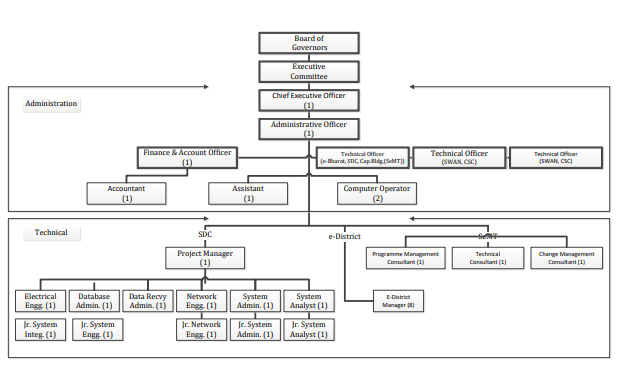 Board of
Governors
Executive
Committee
Chief Executive Officer
(1)
Administration
Administrative Officer
(1)
Finance & Account Officer
(1)
Technical Officer
(e-Bharat, SDC, Cap.Bldg,(SeMT))
Technical Officer
(SWAN, CSC)
Technical Officer
(SWAN, CSC)
Accountant
(1)
Assistant
(1)
Computer Operator
(2)
Technical
SDC
e-District
SeMT
Project Manager
(1)
Programme Management
Consultant (1)
Technical
Consultant (1)
Change Management
Consultant (1)
Electrical
Engg. (1)
Database
Admin. (1)
Data Recvy
Admin. (1)
Network
Engg. (1)
System
Admin. (1)
System
Analyst (1)
E-District
Manager (8)
Jr. System
Integ. (1)
Jr. System
Engg. (1)
Jr. Network
Engg. (1)
Jr. System
Admin. (1)
Jr. System
Analyst (1)